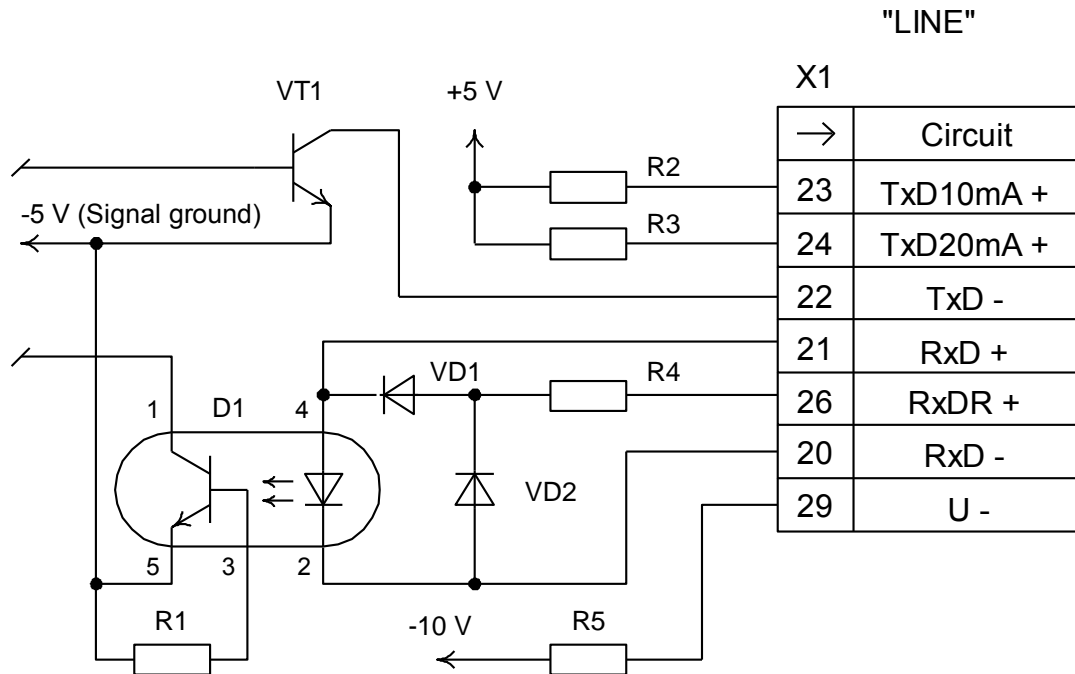 "LINE"
X1
VT1
+5 V
→ Circuit
R2
23 TxD10mA +
-5 V (Signal ground)
R3
24 TxD20mA +
22 TxD -
21 RxD +
VD1
R4
26 RxDR +
1
D1
4
20 RxD -
VD2
29 U -
5
3
2
R1
-10 V
R5